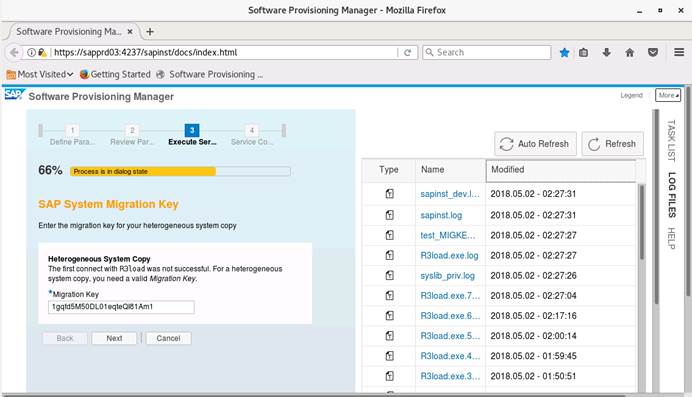 Software Provisioning Manager - Mozilla Firefox
Software Provisioning Ma...
https://sapprd03:4237/sapinst/docs/index.html
Search
Most Visited
Getting Started
Software Provisioning ...
SAP
Software Provisioning Manager
Legend
More
1
2
3
4
Define Para...
Review Par...
Execute Ser...
Service Co...
66%
Process is in dialog state
SAP System Migration Key
Enter the migration key for your heterogeneous system copy
Heterogeneous System Copy
The first connect with R3load was not successful. For a heterogeneous
system copy, you need a valid Migration Key.
*Migration Key
1gqfd5M50DL01eqteQI81Am1
Back
Next
Cancel
Auto Refresh
Refresh
Type Name Modified
sapinst_dev.l... 2018.05.02 - 02:27:31
sapinst.log 2018.05.02 - 02:27:31
test_MIGKE... 2018.05.02 - 02:27:27
R3load.exe.log 2018.05.02 - 02:27:27
syslib_priv.log 2018.05.02 - 02:27:26
R3load.exe.7... 2018.05.02 - 02:27:04
R3load.exe.6... 2018.05.02 - 02:17:16
R3load.exe.5... 2018.05.02 - 02:00:14
R3load.exe.4... 2018.05.02 - 01:59:45
R3load.exe.3... 2018.05.02 - 01:50:51
TASK LIST
LOG FILES
HELP